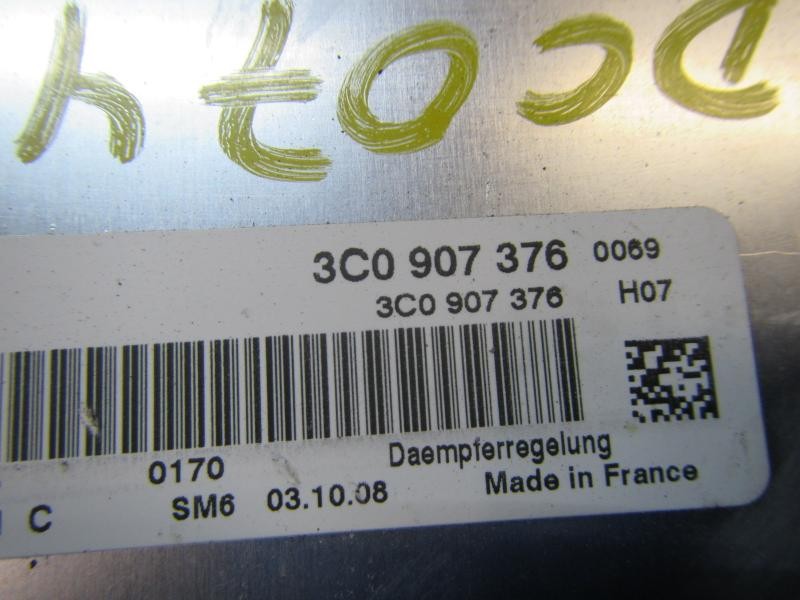 3C0 907 376 0069
3C0 907 376 H07
0170 Daempferregelung
C SM6 03.10.08 Made in France